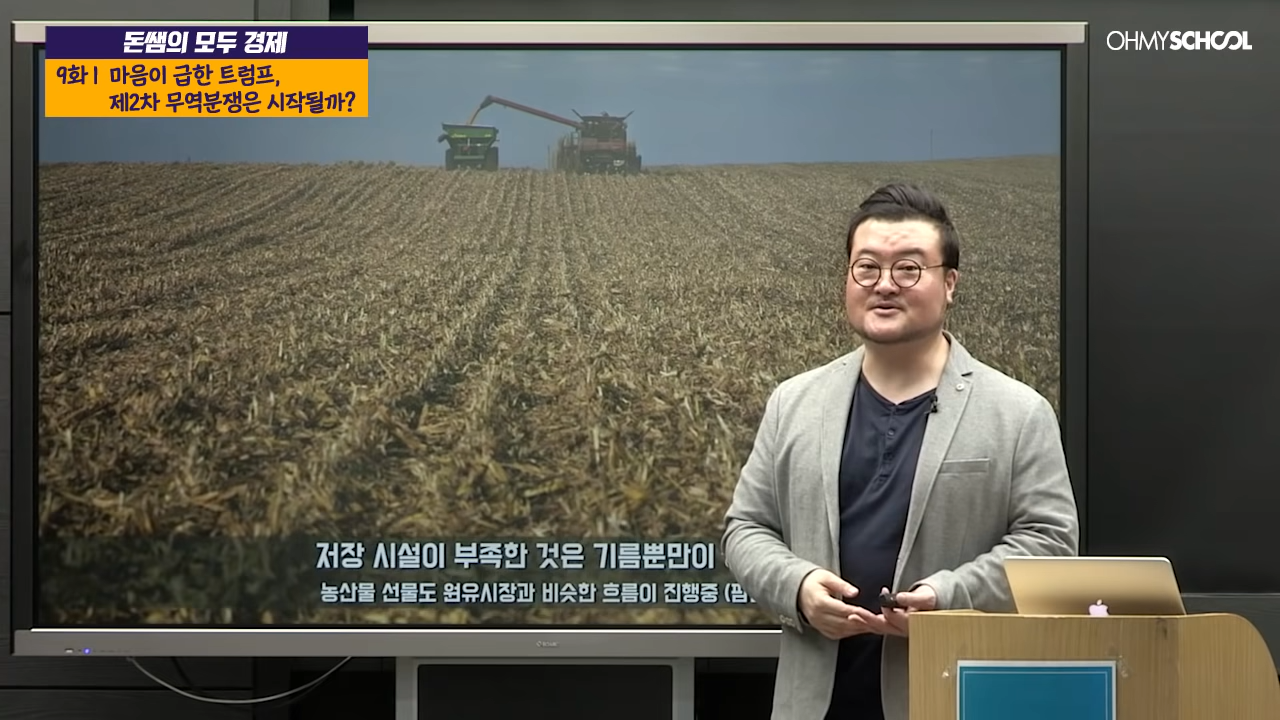 돈쌤의 모두 경제
9화 | 마음이 급한 트럼프,
제2차 무역분쟁은 시작될까?
OHMYSCHOOL
저장 시설이 부족한 것은 기름뿐만이
농산물 선물도 원유시장과 비슷한 흐름이 진행중